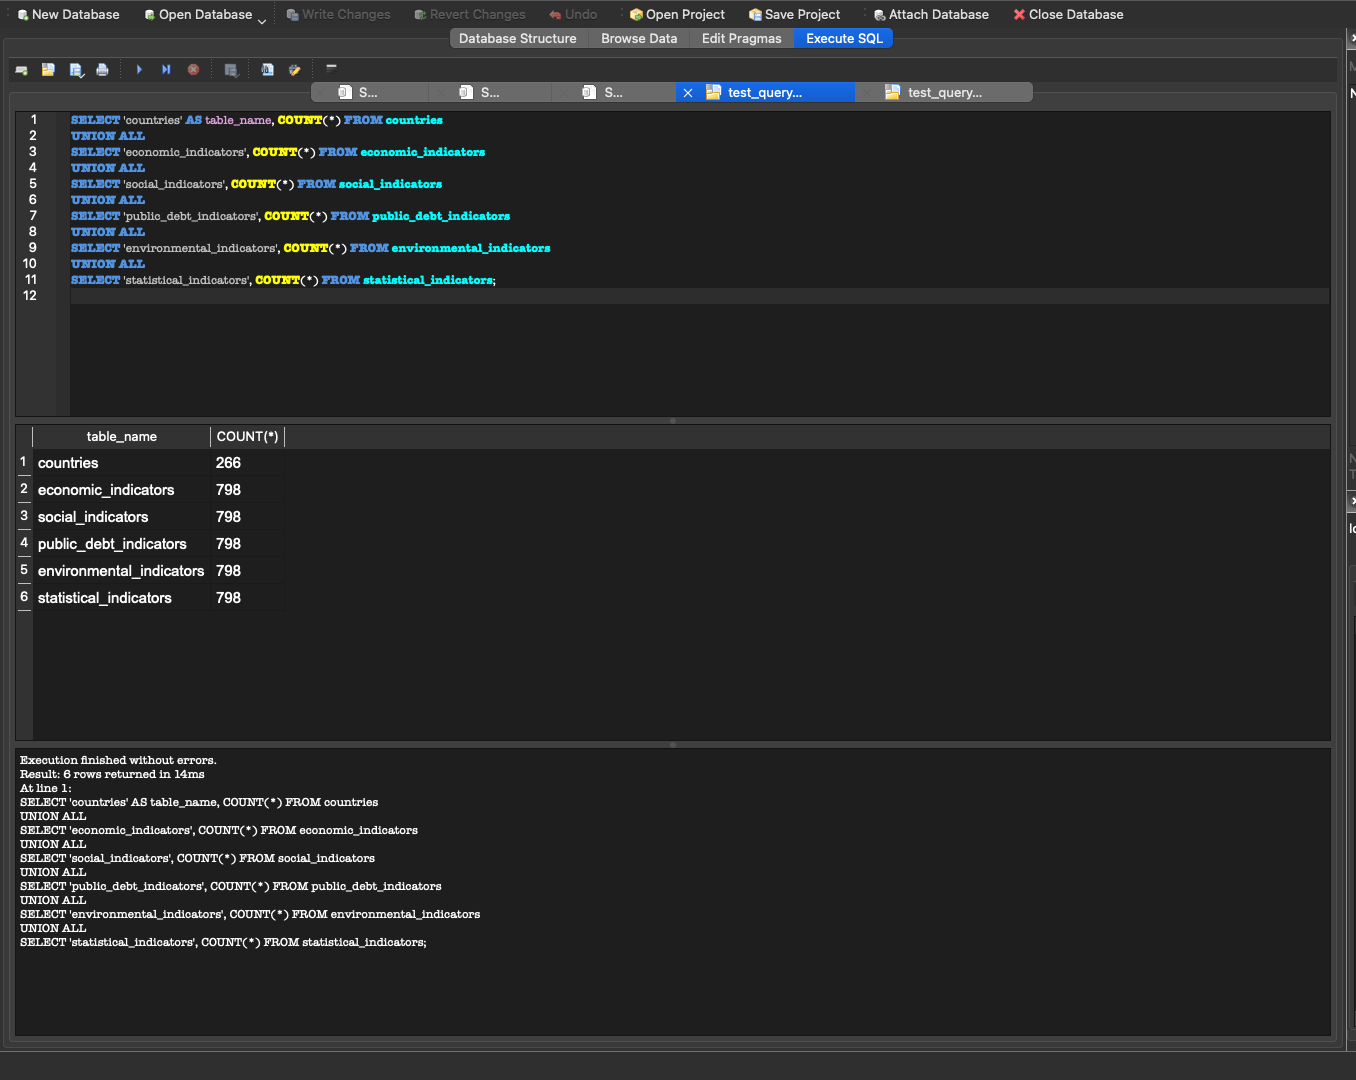 New Database Open Database Write Changes Revert Changes Undo Open Project Save Project Attach Database Close Database
Database Structure Browse Data Edit Pragmas Execute SQL
S... S... S... test_query... test_query...
1 SELECT 'countries' AS table_name, COUNT(*) FROM countries
2 UNION ALL
3 SELECT 'economic_indicators', COUNT(*) FROM economic_indicators
4 UNION ALL
5 SELECT 'social_indicators', COUNT(*) FROM social_indicators
6 UNION ALL
7 SELECT 'public_debt_indicators', COUNT(*) FROM public_debt_indicators
8 UNION ALL
9 SELECT 'environmental_indicators', COUNT(*) FROM environmental_indicators
10 UNION ALL
11 SELECT 'statistical_indicators', COUNT(*) FROM statistical_indicators;
12
table_name COUNT(*)
1 countries 266
2 economic_indicators 798
3 social_indicators 798
4 public_debt_indicators 798
5 environmental_indicators 798
6 statistical_indicators 798
Execution finished without errors.
Result: 6 rows returned in 14ms
At line 1:
SELECT 'countries' AS table_name, COUNT(*) FROM countries
UNION ALL
SELECT 'economic_indicators', COUNT(*) FROM economic_indicators
UNION ALL
SELECT 'social_indicators', COUNT(*) FROM social_indicators
UNION ALL
SELECT 'public_debt_indicators', COUNT(*) FROM public_debt_indicators
UNION ALL
SELECT 'environmental_indicators', COUNT(*) FROM environmental_indicators
UNION ALL
SELECT 'statistical_indicators', COUNT(*) FROM statistical_indicators;